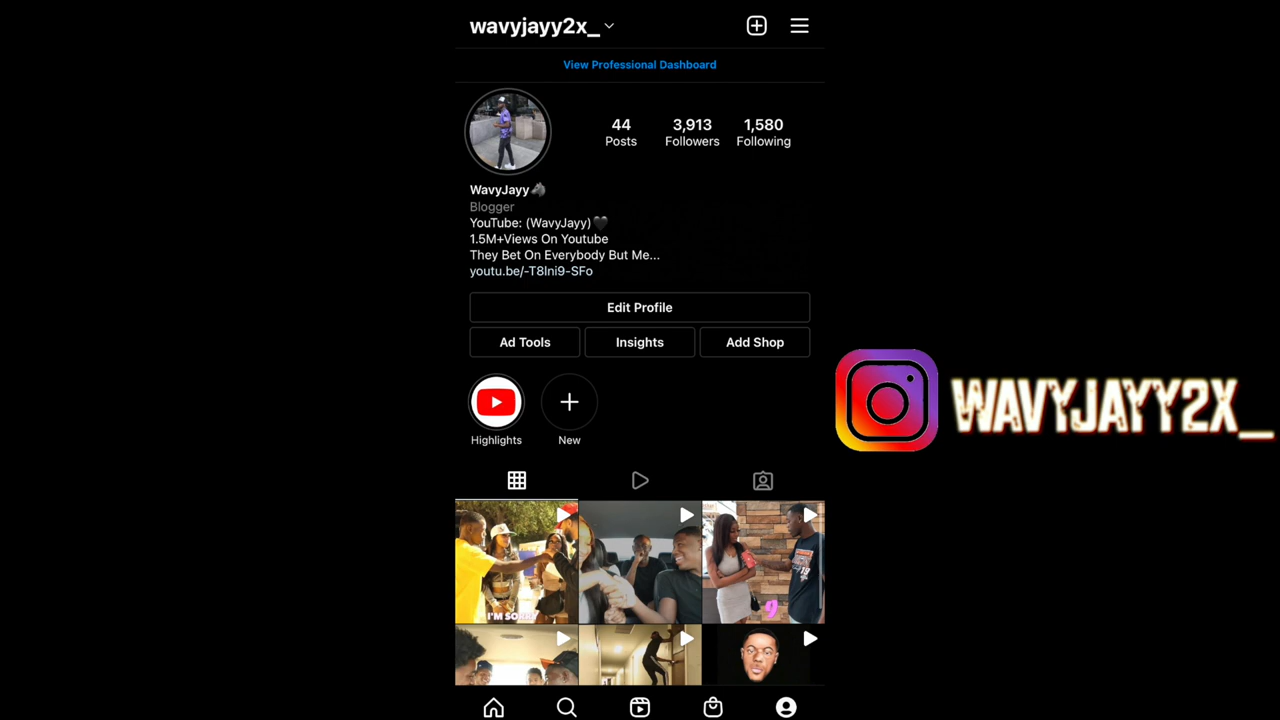 wavyjayy2x_
View Professional Dashboard
44 3,913 1,580
Posts Followers Following
WavyJayy🐴
Blogger
YouTube: (WavyJayy)🖤
1.5M+Views On Youtube
They Bet On Everybody But Me...
youtu.be/-T8Ini9-SFo
Edit Profile
Ad Tools Insights Add Shop
WAVYJAYY2X_
Highlights New
I'M SORRY